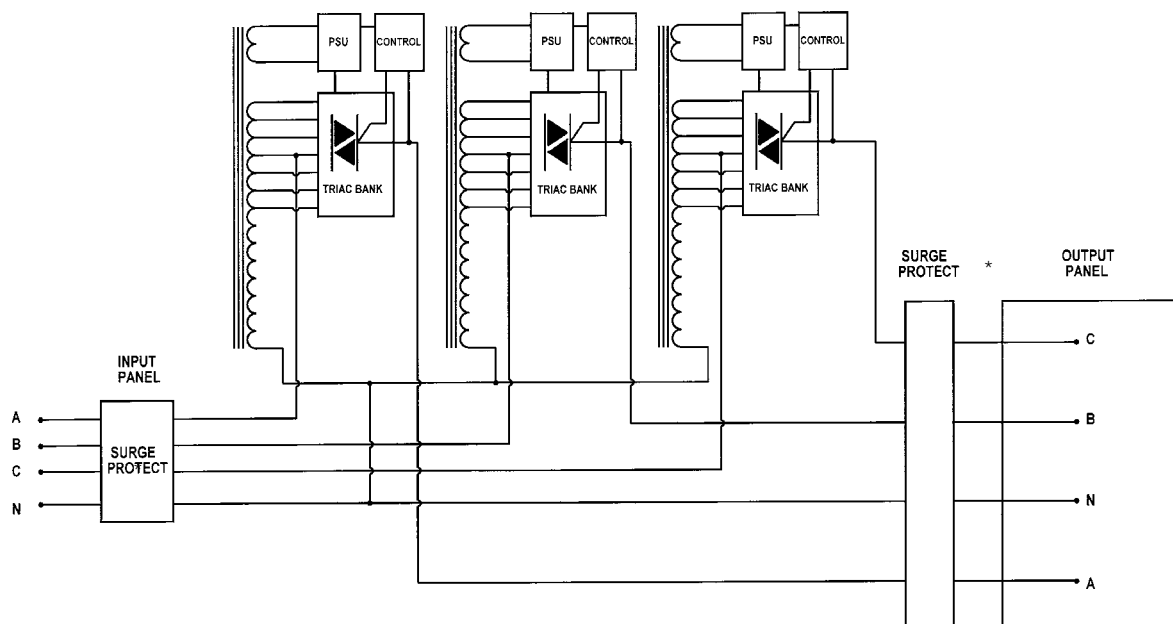 PSU CONTROL PSU CONTROL PSU CONTROL
TRIAC BANK TRIAC BANK TRIAC BANK
SURGE
PROTECT *
OUTPUT
PANEL
INPUT
PANEL
A
B
C
N
SURGE
PROTECT
*
C
B
N
A